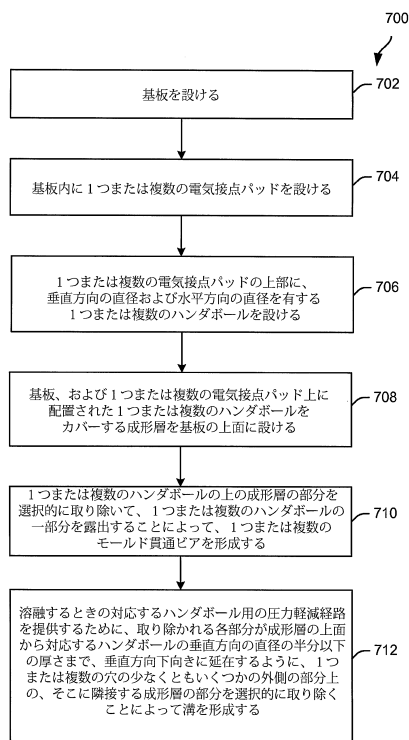 700
基板を設ける
702
基板内に１つまたは複数の電気接点パッドを設ける
704
１つまたは複数の電気接点パッドの上部に、
垂直方向の直径および水平方向の直径を有する
１つまたは複数のハンダボールを設ける
706
基板、および１つまたは複数の電気接点パッド上に
配置された１つまたは複数のハンダボールを
カバーする成形層を基板の上面に設ける
708
１つまたは複数のハンダボールの上の成形層の部分を
選択的に取り除いて、１つまたは複数のハンダボールの
一部分を露出することによって、１つまたは複数の
モールド貫通ビアを形成する
710
溶融するときの対応するハンダボール用の圧力軽減経路
を提供するために、取り除かれる各部分が成形層の上面
から対応するハンダボールの垂直方向の直径の半分以下
の厚さまで、垂直方向下向きに延在するように、１つ
または複数の穴の少なくともいくつかの外側の部分上
の、そこに隣接する成形層の部分を選択的に取り除く
ことによって溝を形成する
712